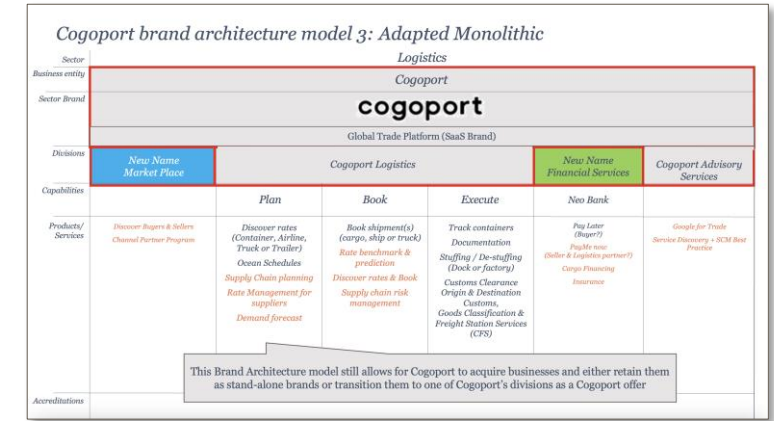 Cogoport brand architecture model 3: Adapted Monolithic
Sector
Logistics
Business entity
Cogoport
Sector Brand
cogoport
Global Trade Platform (SaaS Brand)
Divisions
New Name
Market Place
Cogoport Logistics
New Name
Financial Services
Cogoport Advisory
Services
Capabilities
Plan
Book
Execute
Neo Bank
Products/
Services
Discover Buyers & Sellers
Channel Partner Program
Discover rates
(Container, Airline,
Truck or Trailer)
Ocean Schedules
Supply Chain planning
Rate Management for
suppliers
Demand forecast
Book shipment(s)
(cargo, ship or truck)
Rate benchmark &
prediction
Discover rates & Book
Supply chain risk
management
Track containers
Documentation
Stuffing / De-stuffing
(Dock or factory)
Customs Clearance
Origin & Destination
Customs,
Goods Classification &
Freight Station Services
(CFS)
Pay Later
(Buyer?)
PayMe now
(Seller & Logistics partner?)
Cargo Financing
Insurance
Google for Trade
Service Discovery + SCM Best
Practice
This Brand Architecture model still allows for Cogoport to acquire businesses and either retain them
as stand-alone brands or transition them to one of Cogoport's divisions as a Cogoport offer
Accreditations